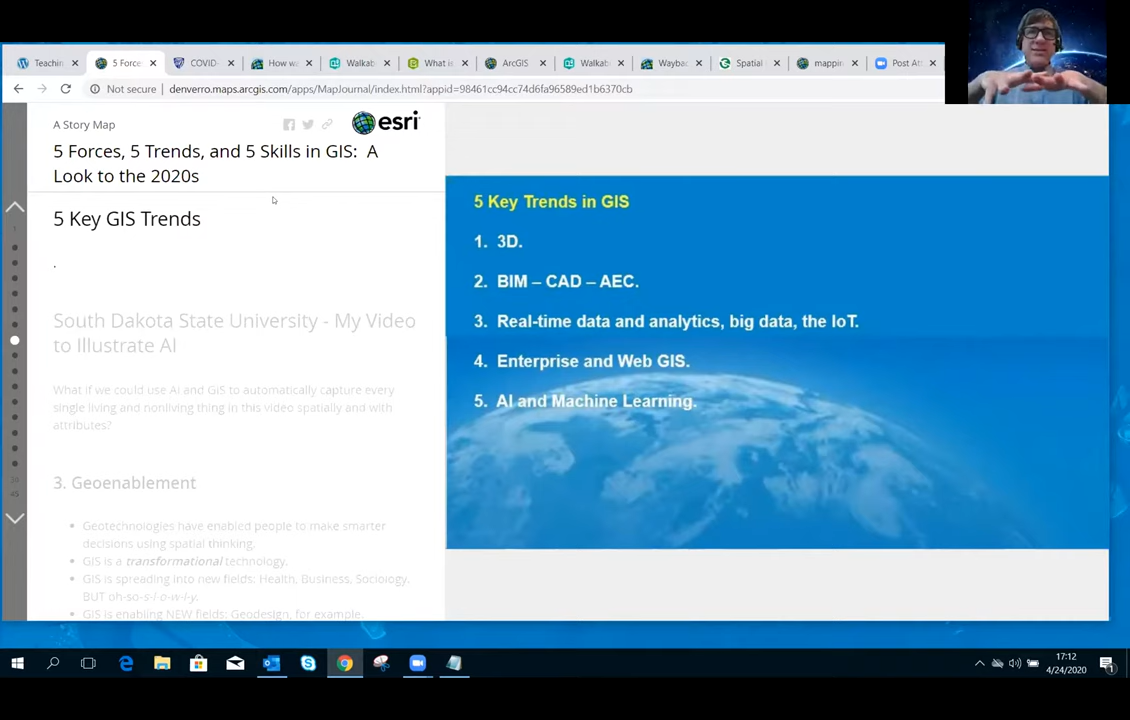 Teachin
5 Force
COVID-
How wa
Walkab
What is
ArcGIS
Walkab
Wayba
Spatial
mappin
Post Att
Not secure
denverro.maps.arcgis.com/apps/MapJournal/index.html?appid=98461cc94cc74d6fa96589ed1b6370cb
A Story Map
esri
5 Forces, 5 Trends, and 5 Skills in GIS: A
Look to the 2020s
5 Key GIS Trends
.
South Dakota State University - My Video
to Illustrate AI
What if we could use AI and GIS to automatically capture every
single living and nonliving thing in this video spatially and with
attributes?
3. Geoenablement
Geotechnologies have enabled people to make smarter
decisions using spatial thinking.
GIS is a transformational technology.
GIS is spreading into new fields: Health, Business, Sociology.
BUT oh-so-s-l-o-w-l-y.
GIS is enabling NEW fields: Geodesign, for example.
5 Key Trends in GIS
1. 3D.
2. BIM – CAD – AEC.
3. Real-time data and analytics, big data, the IoT.
4. Enterprise and Web GIS.
5. AI and Machine Learning.
17:12
4/24/2020